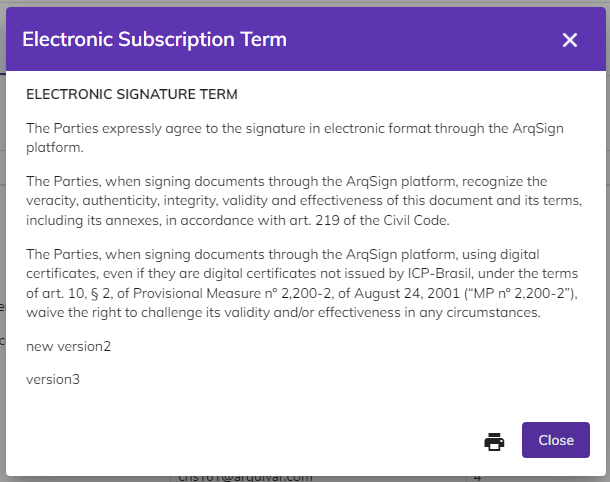 Electronic Subscription Term
ELECTRONIC SIGNATURE TERM
The Parties expressly agree to the signature in electronic format through the ArqSign
platform.
The Parties, when signing documents through the ArqSign platform, recognize the
veracity, authenticity, integrity, validity and effectiveness of this document and its terms,
including its annexes, in accordance with art. 219 of the Civil Code.
The Parties, when signing documents through the ArqSign platform, using digital
certificates, even if they are digital certificates not issued by ICP-Brasil, under the terms
of art. 10, § 2, of Provisional Measure nº 2,200-2, of August 24, 2001 (“MP nº 2,200-2”),
waive the right to challenge its validity and/or effectiveness in any circumstances.
new version2
version3
Close